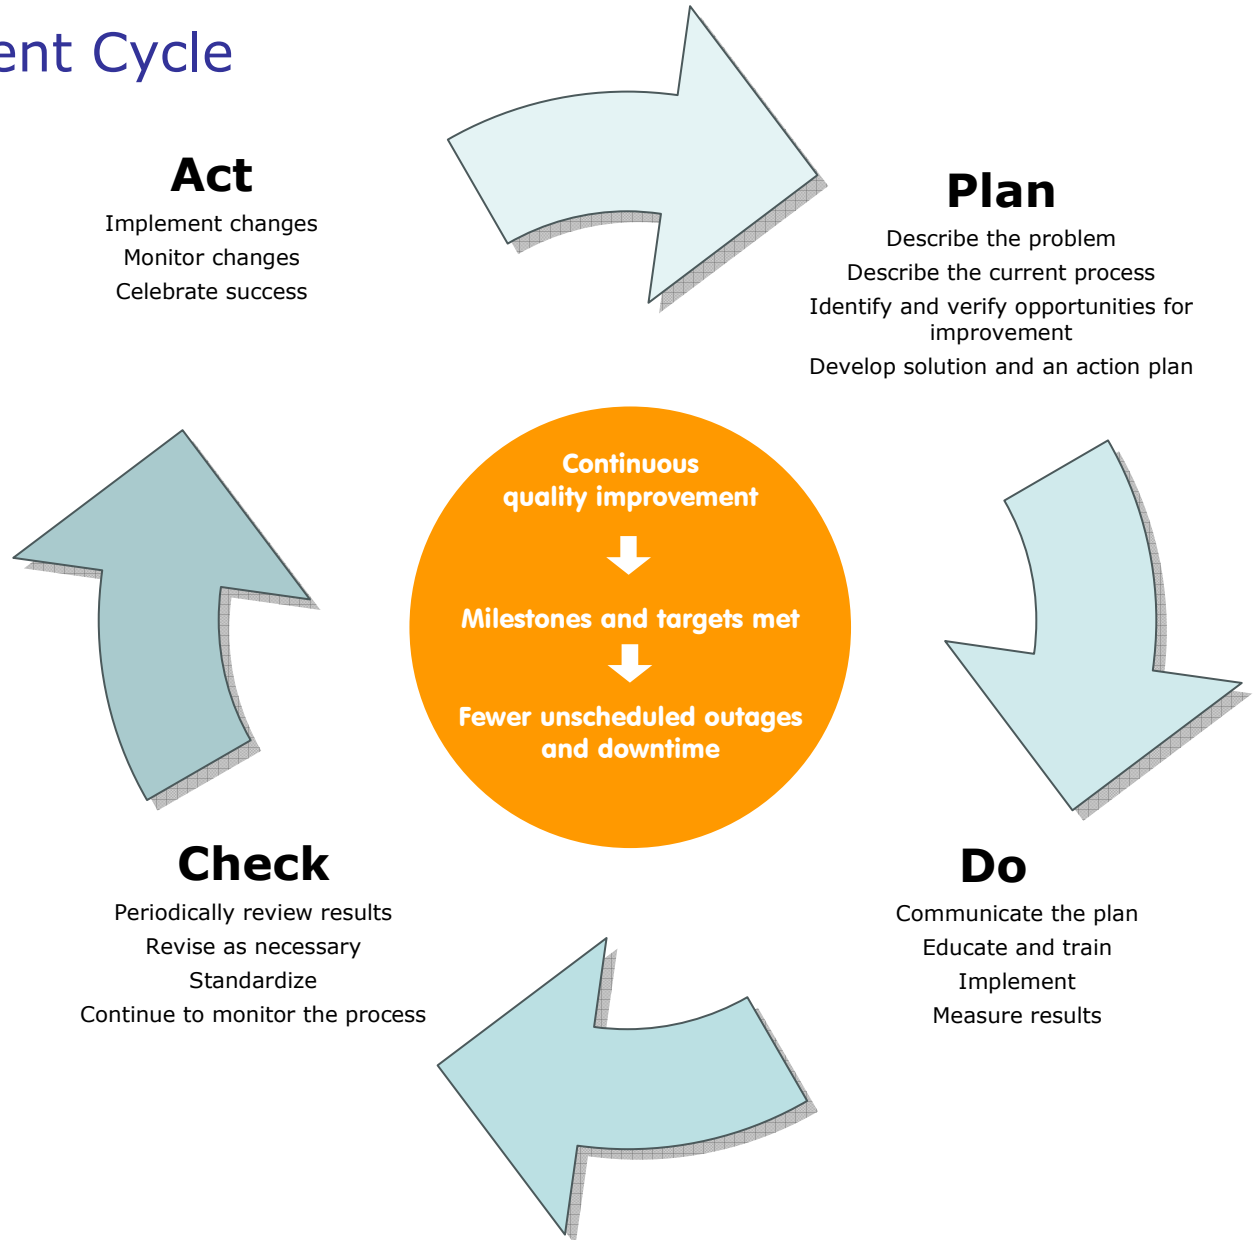 ent Cycle
Act
Implement changes
Monitor changes
Celebrate success
Plan
Describe the problem
Describe the current process
Identify and verify opportunities for
improvement
Develop solution and an action plan
Continuous
quality improvement
Milestones and targets met
Fewer unscheduled outages
and downtime
Check
Periodically review results
Revise as necessary
Standardize
Continue to monitor the process
Do
Communicate the plan
Educate and train
Implement
Measure results